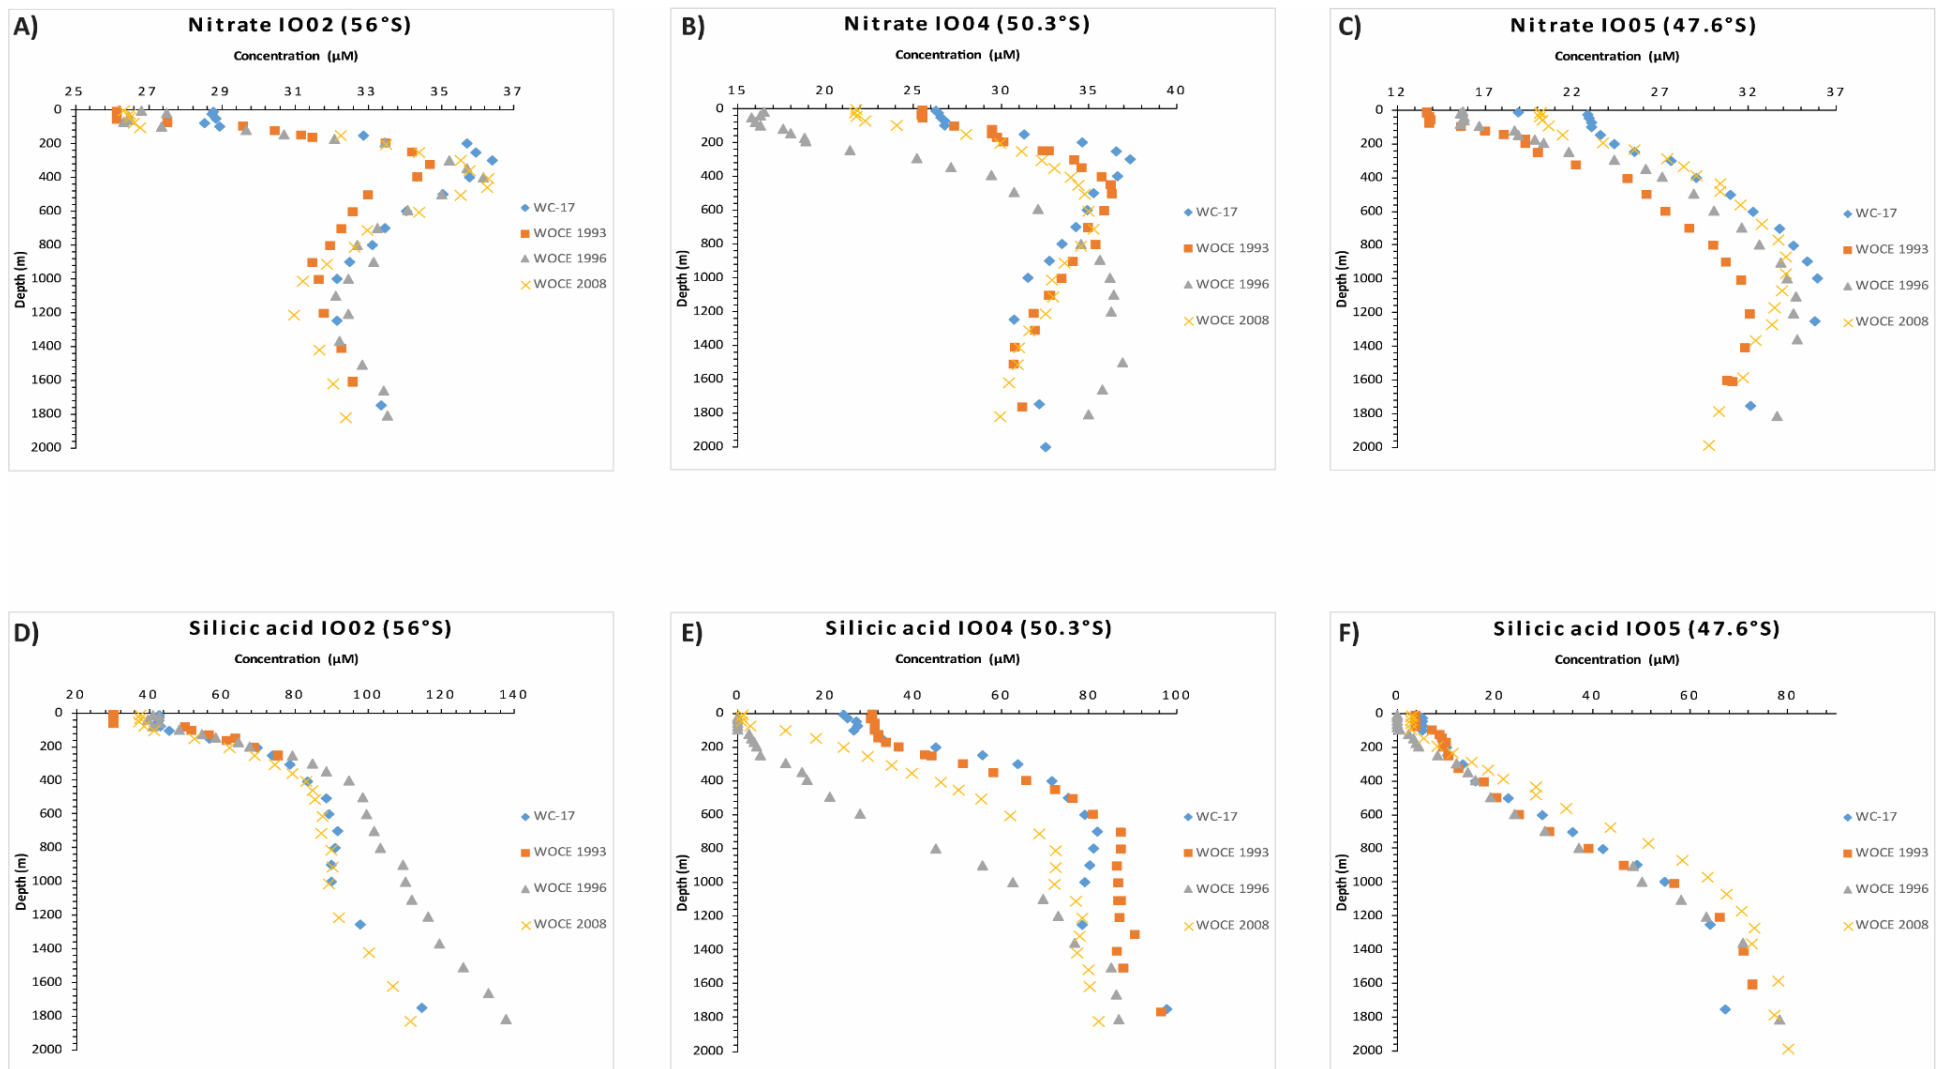 A)
Nitrate IO02 (56°S)
Concentration (µM)
25 27 29 31 33 35 37
0
200
400
600
800
1000
1200
1400
1600
1800
2000
Depth (m)
WC-17
WOCE 1993
WOCE 1996
WOCE 2008
B)
Nitrate IO04 (50.3°S)
Concentration (µM)
15 20 25 30 35 40
0
200
400
600
800
1000
1200
1400
1600
1800
2000
Depth (m)
WC-17
WOCE 1993
WOCE 1996
WOCE 2008
C)
Nitrate IO05 (47.6°S)
Concentration (µM)
12 17 22 27 32 37
0
200
400
600
800
1000
1200
1400
1600
1800
2000
Depth (m)
WC-17
WOCE 1993
WOCE 1996
WOCE 2008
D)
Silicic acid IO02 (56°S)
Concentration (µM)
20 40 60 80 100 120 140
0
200
400
600
800
1000
1200
1400
1600
1800
2000
Depth (m)
WC-17
WOCE 1993
WOCE 1996
WOCE 2008
E)
Silicic acid IO04 (50.3°S)
Concentration (µM)
0 20 40 60 80 100
0
200
400
600
800
1000
1200
1400
1600
1800
2000
Depth (m)
WC-17
WOCE 1993
WOCE 1996
WOCE 2008
F)
Silicic acid IO05 (47.6°S)
Concentration (µM)
0 20 40 60 80
0
200
400
600
800
1000
1200
1400
1600
1800
2000
Depth (m)
WC-17
WOCE 1993
WOCE 1996
WOCE 2008